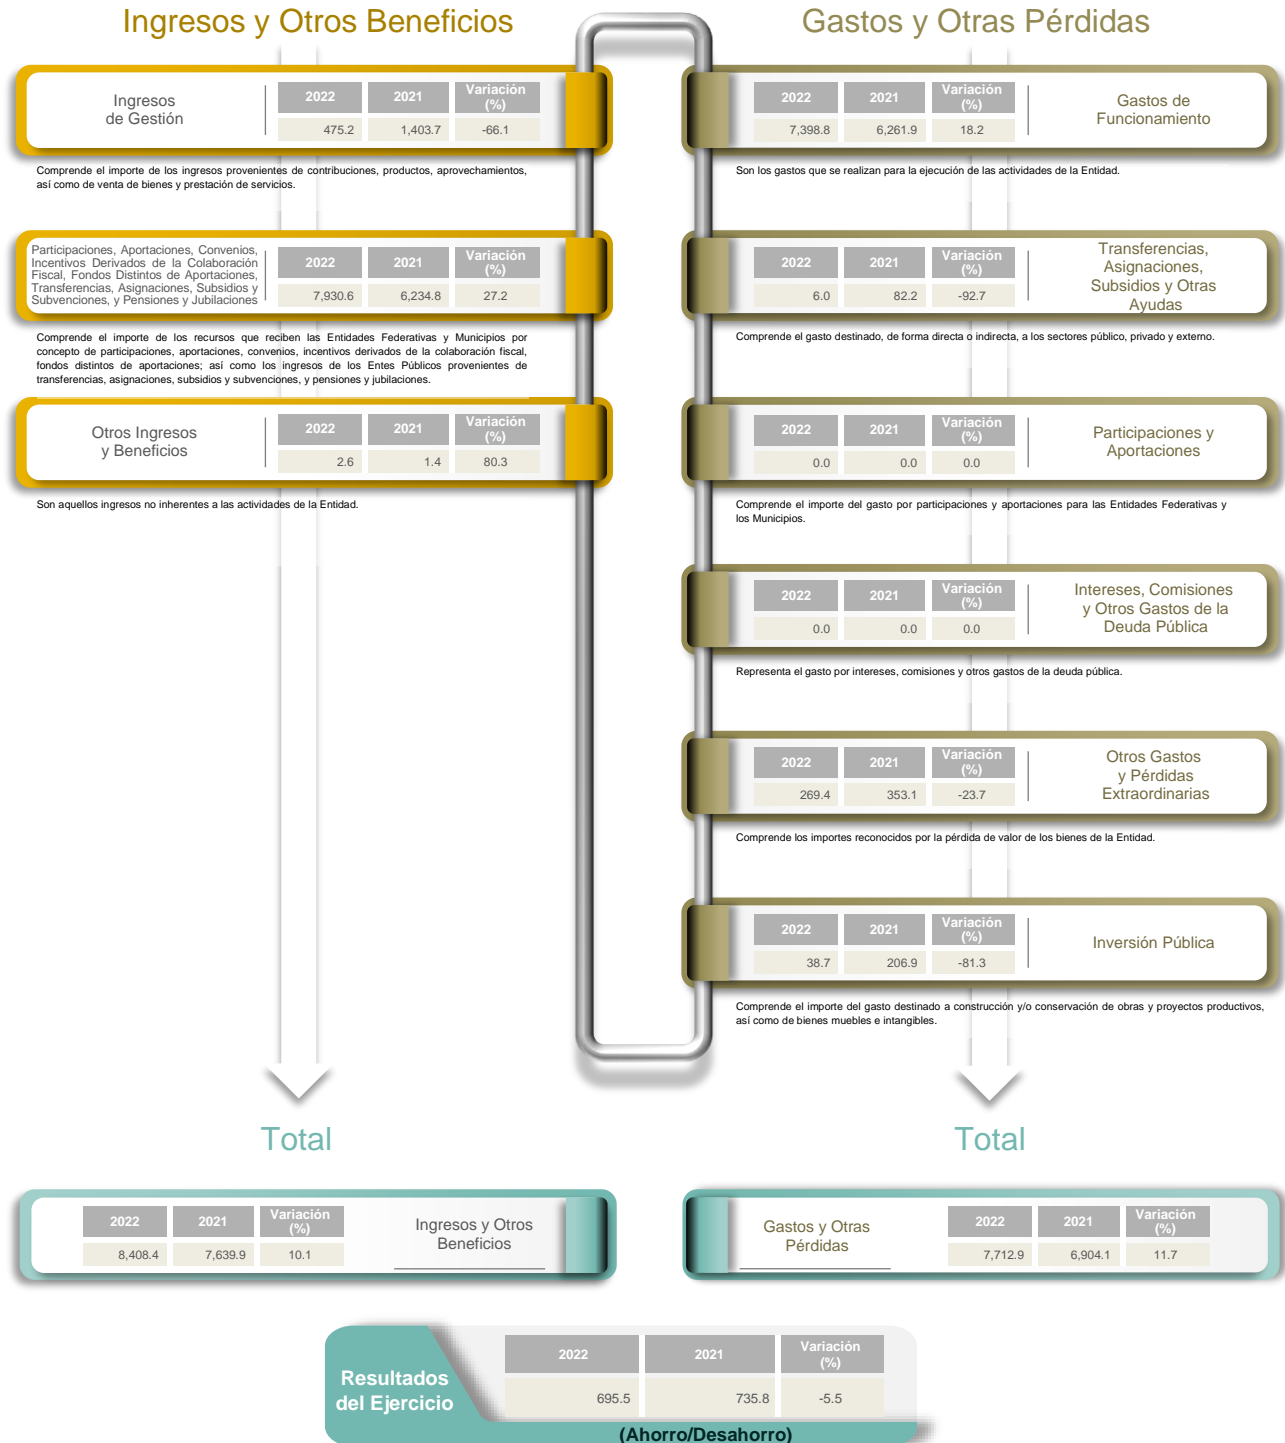 Ingresos y Otros Beneficios
Ingresos
de Gestión
2022 2021 Variación (%)
475.2 1,403.7 -66.1
Comprende el importe de los ingresos provenientes de contribuciones, productos, aprovechamientos,
así como de venta de bienes y prestación de servicios.
Participaciones, Aportaciones, Convenios,
Incentivos Derivados de la Colaboración
Fiscal, Fondos Distintos de Aportaciones,
Transferencias, Asignaciones, Subsidios y
Subvenciones, y Pensiones y Jubilaciones
2022 2021 Variación (%)
7,930.6 6,234.8 27.2
Comprende el importe de los recursos que reciben las Entidades Federativas y Municipios por
concepto de participaciones, aportaciones, convenios, incentivos derivados de la colaboración fiscal,
fondos distintos de aportaciones; así como los ingresos de los Entes Públicos provenientes de
transferencias, asignaciones, subsidios y subvenciones, y pensiones y jubilaciones.
Otros Ingresos
y Beneficios
2022 2021 Variación (%)
2.6 1.4 80.3
Son aquellos ingresos no inherentes a las actividades de la Entidad.
Gastos y Otras Pérdidas
2022 2021 Variación (%)
7,398.8 6,261.9 18.2
Gastos de
Funcionamiento
Son los gastos que se realizan para la ejecución de las actividades de la Entidad.
2022 2021 Variación (%)
6.0 82.2 -92.7
Transferencias,
Asignaciones,
Subsidios y Otras
Ayudas
Comprende el gasto destinado, de forma directa o indirecta, a los sectores público, privado y externo.
2022 2021 Variación (%)
0.0 0.0 0.0
Participaciones y
Aportaciones
Comprende el importe del gasto por participaciones y aportaciones para las Entidades Federativas y
los Municipios.
2022 2021 Variación (%)
0.0 0.0 0.0
Intereses, Comisiones
y Otros Gastos de la
Deuda Pública
Representa el gasto por intereses, comisiones y otros gastos de la deuda pública.
2022 2021 Variación (%)
269.4 353.1 -23.7
Otros Gastos
y Pérdidas
Extraordinarias
Comprende los importes reconocidos por la pérdida de valor de los bienes de la Entidad.
2022 2021 Variación (%)
38.7 206.9 -81.3
Inversión Pública
Comprende el importe del gasto destinado a construcción y/o conservación de obras y proyectos productivos,
así como de bienes muebles e intangibles.
Total
2022 2021 Variación (%)
8,408.4 7,639.9 10.1
Ingresos y Otros
Beneficios
Total
Gastos y Otras
Pérdidas
2022 2021 Variación (%)
7,712.9 6,904.1 11.7
Resultados
del Ejercicio
2022 2021 Variación (%)
695.5 735.8 -5.5
(Ahorro/Desahorro)